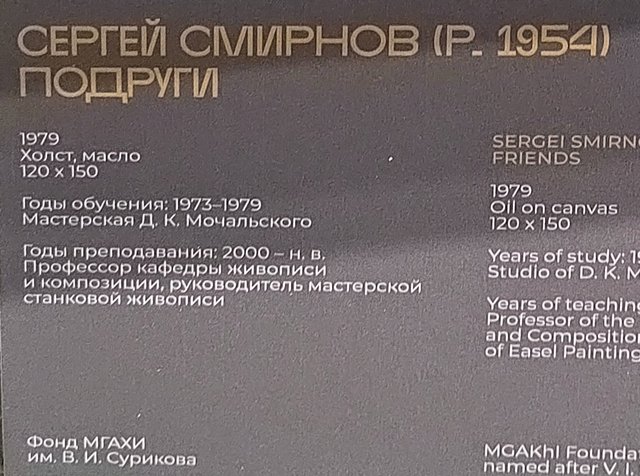 СЕРГЕЙ СМИРНОВ (Р. 1954)
ПОДРУГИ
1979
Холст, масло
120 x 150
Годы обучения: 1973–1979
Мастерская Д. К. Мочальского
Годы преподавания: 2000 – н. в.
Профессор кафедры живописи
и композиции, руководитель мастерской
станковой живописи
Фонд МГАХИ
им. В. И. Сурикова
SERGEI SMIRN
FRIENDS
1979
Oil on canvas
120 x 150
Years of study: 19
Studio of D. K. M
Years of teaching
Professor of the
and Composition
of Easel Painting
MGAKhI Founda
named after V. I.